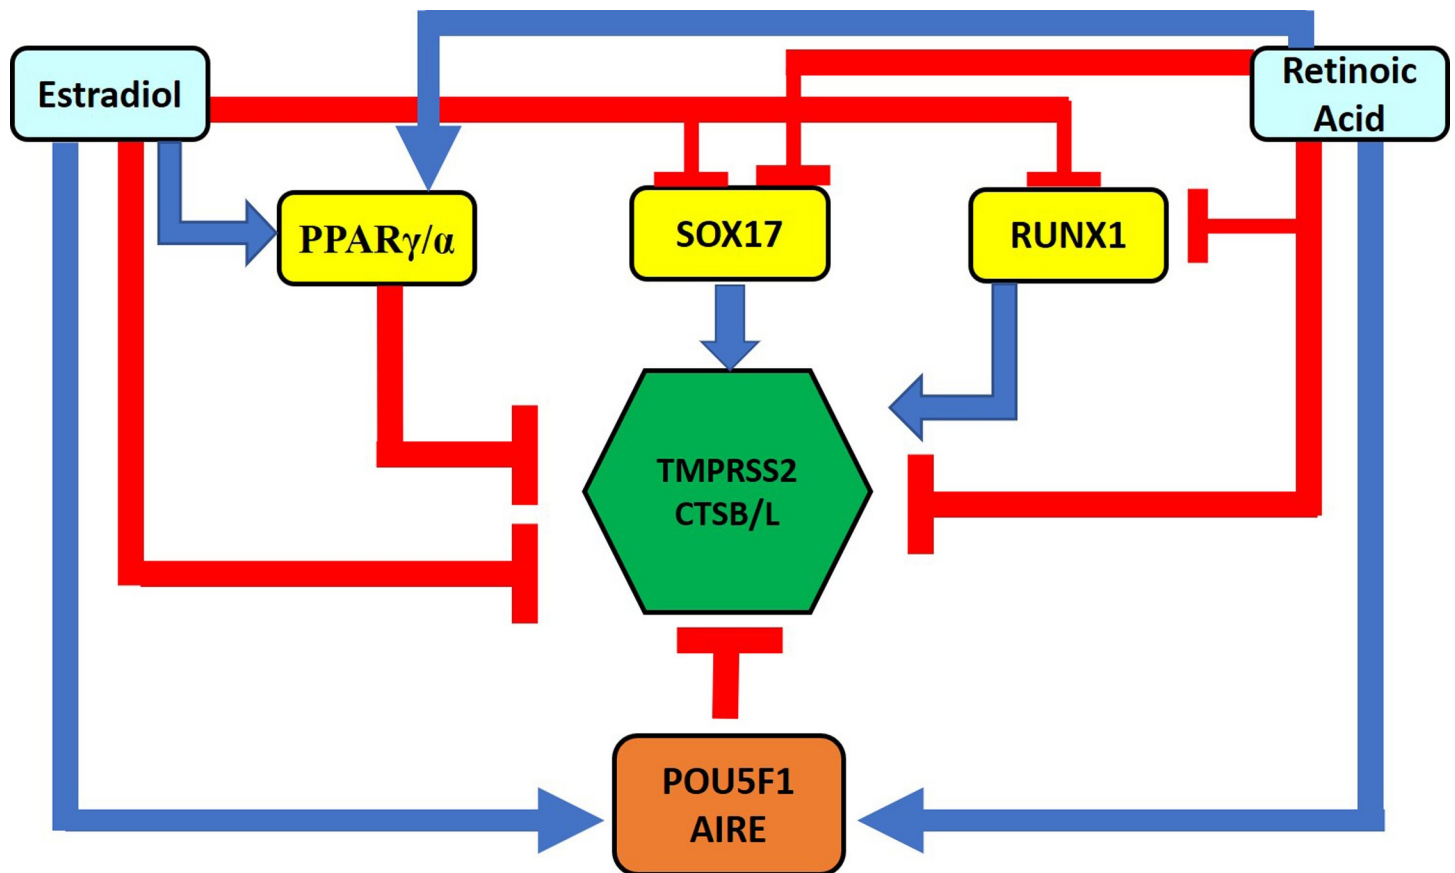 Estradiol
Retinoic
Acid
PPARγ/α
SOX17
RUNX1
TMPRSS2
CTSB/L
POU5F1
AIRE